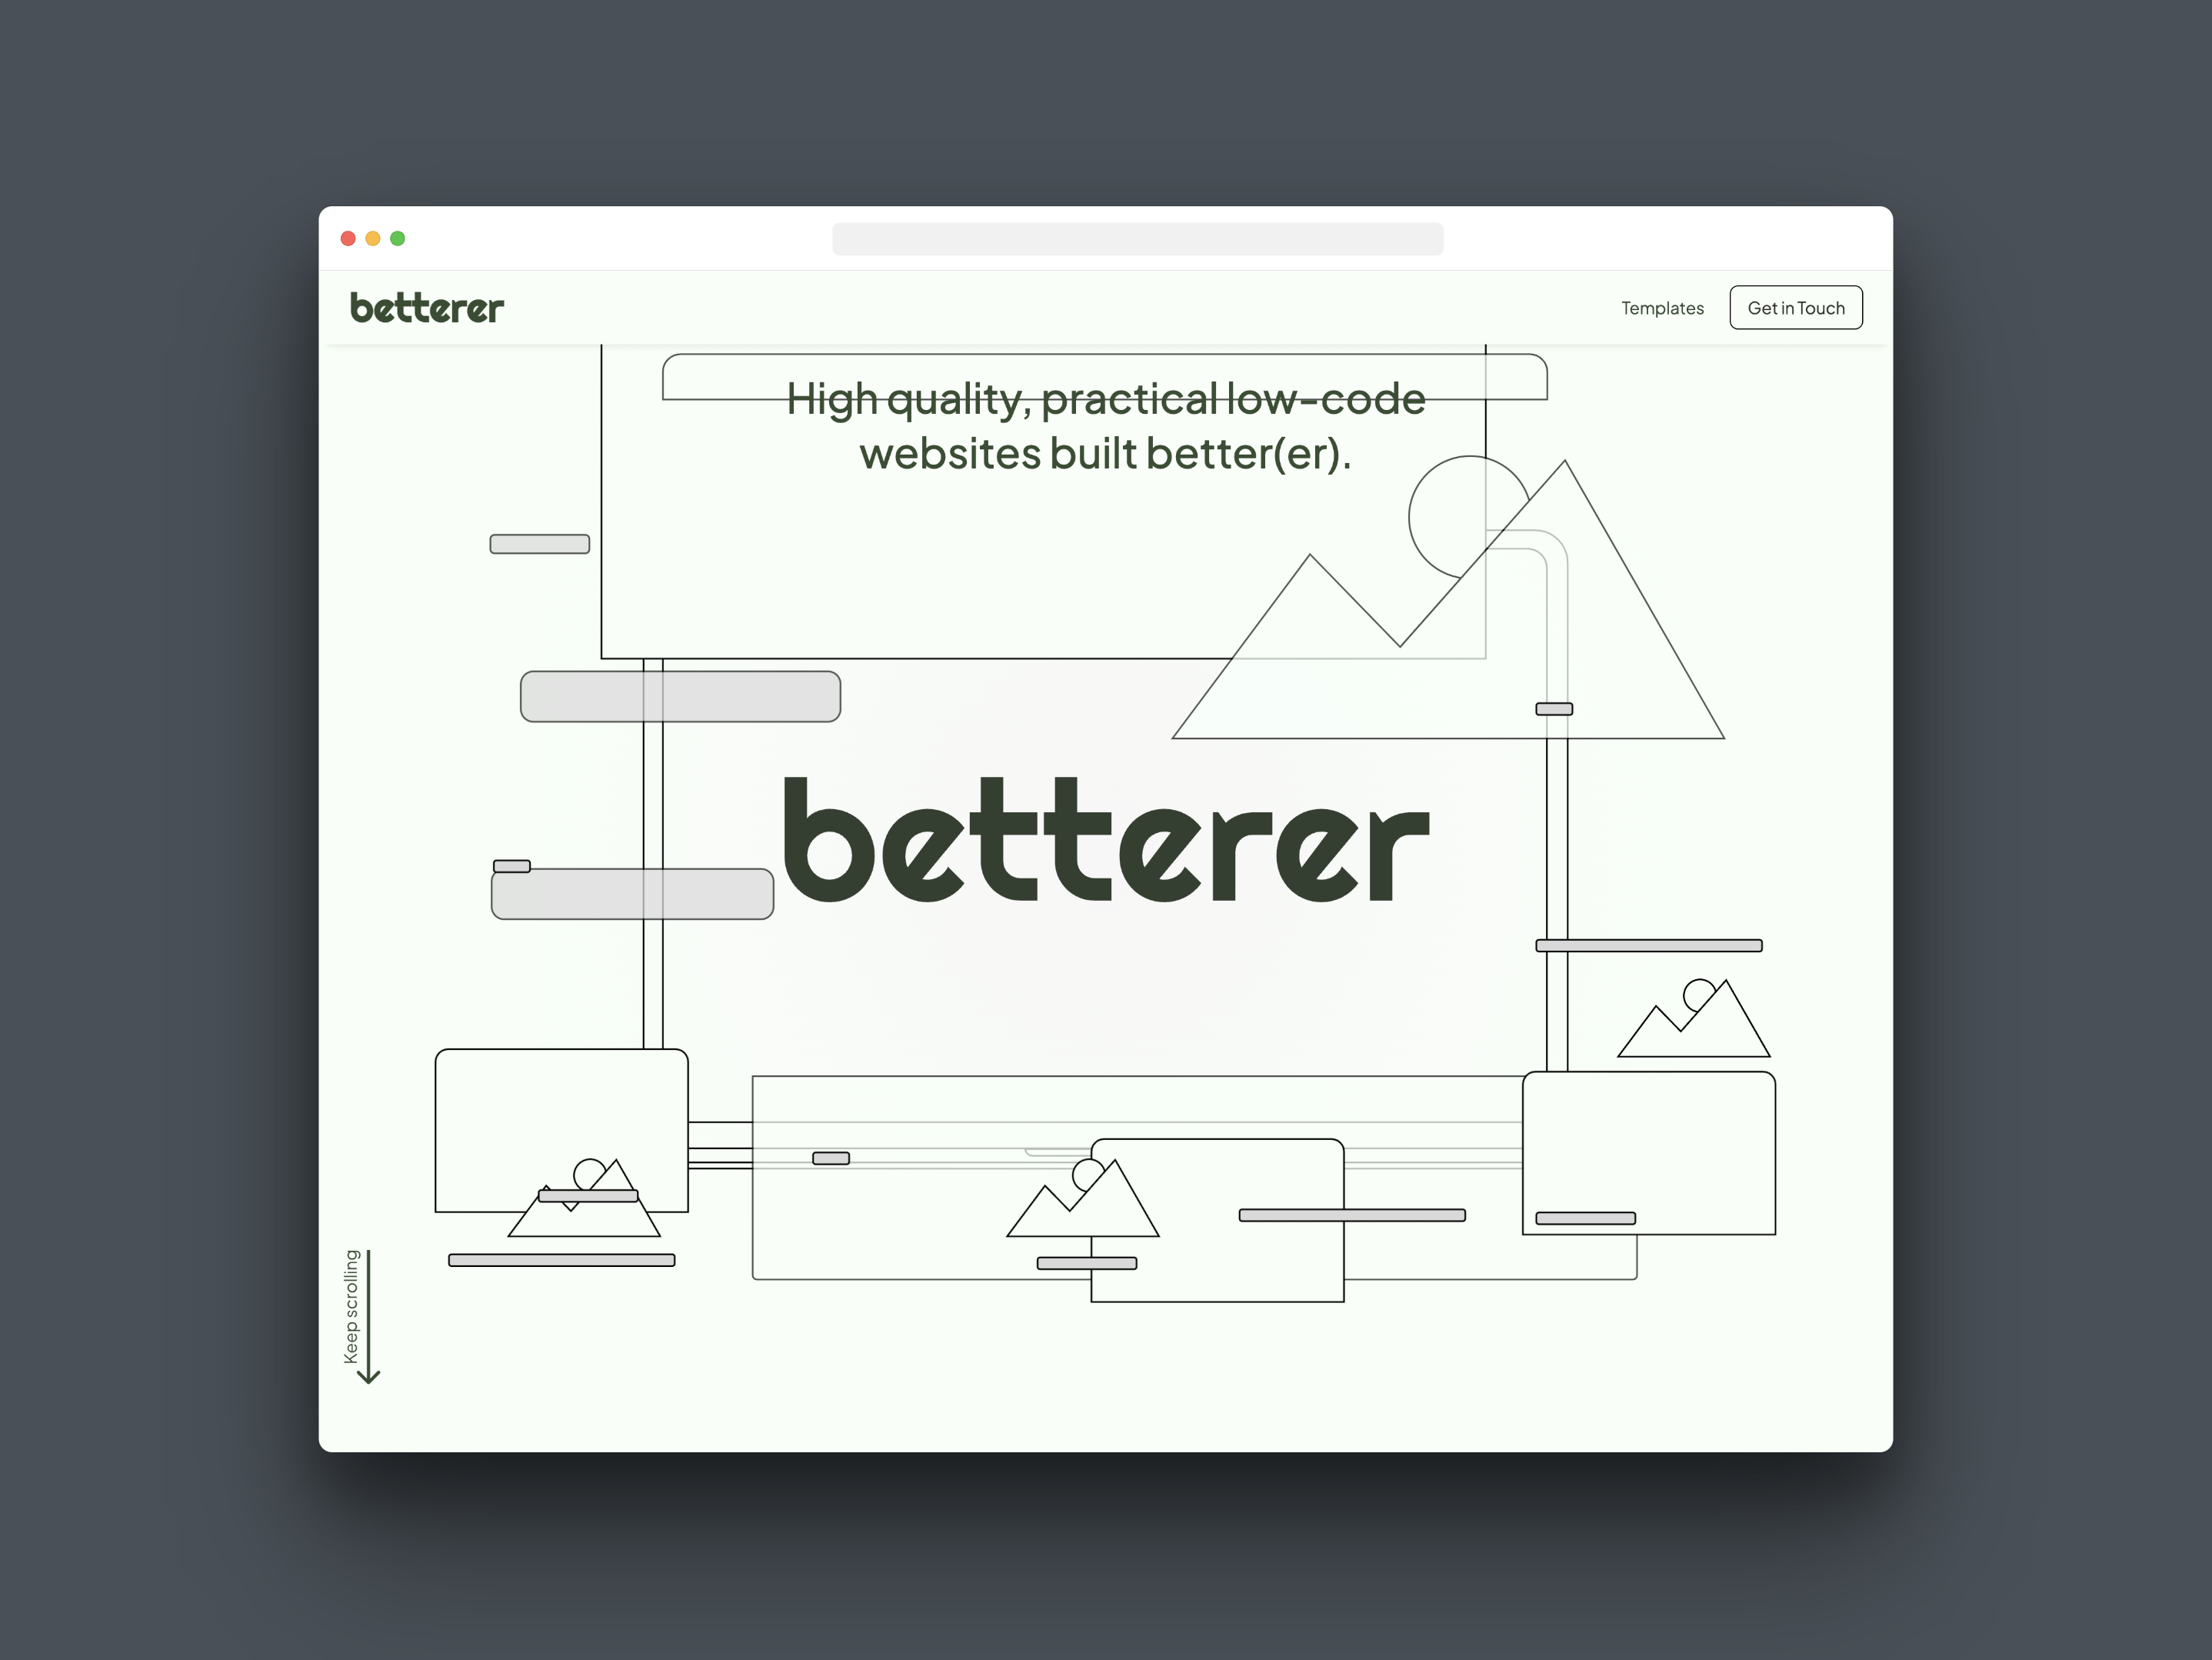 betterer
Templates
Get in Touch
High quality, practical low-code
websites built better(er).
betterer
Keep scrolling